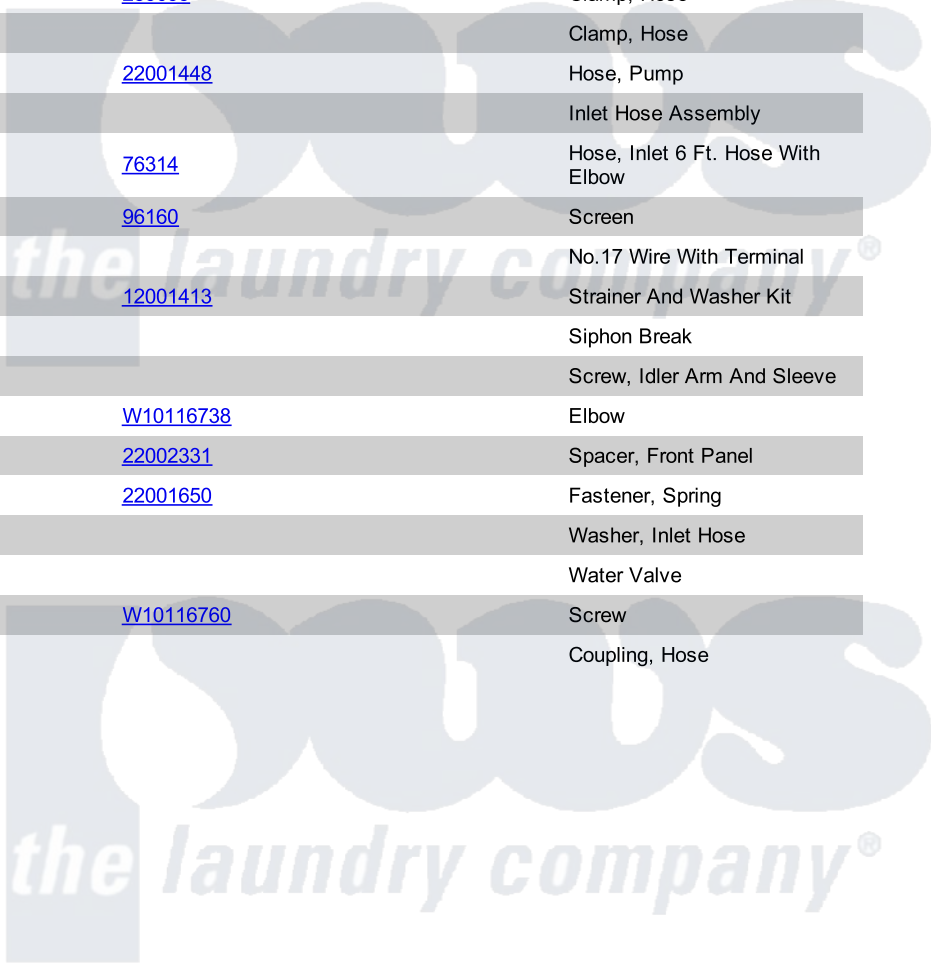 Clamp, Hose
22001448 Hose, Pump
Inlet Hose Assembly
76314 Hose, Inlet 6 Ft. Hose With
Elbow
96160 Screen
No.17 Wire With Terminal
12001413 Strainer And Washer Kit
Siphon Break
Screw, Idler Arm And Sleeve
W10116738 Elbow
22002331 Spacer, Front Panel
22001650 Fastener, Spring
Washer, Inlet Hose
Water Valve
W10116760 Screw
Coupling, Hose
pws
the laundry company®
pws
the laundry company®